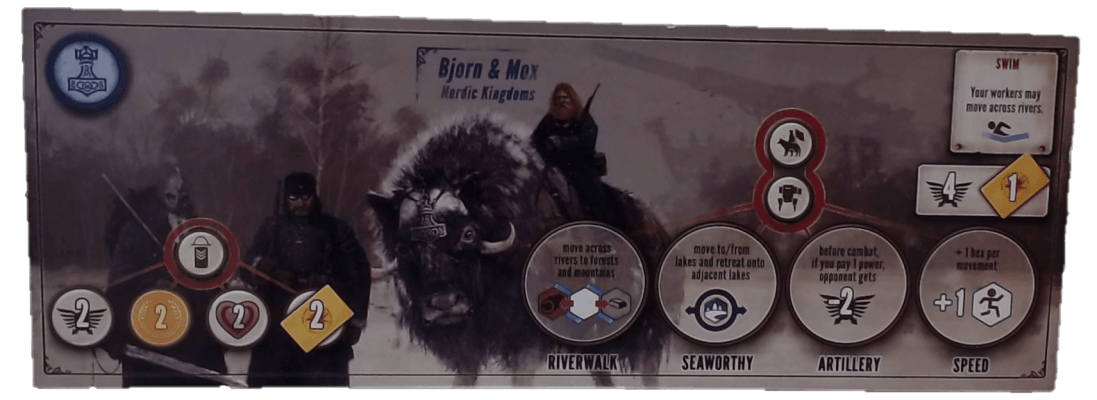 Bjorn & Mox
Nordic Kingdoms
SWIM
Your workers may
move across rivers.
4 1
2 2 2 2
move across
rivers to forests
and mountains
RIVERWALK
move to/from
lakes and retreat onto
adjacent lakes
SEAWORTHY
before combat,
if you pay 1 power,
opponent gets
-2
ARTILLERY
+1 hex per
movement
+1
SPEED